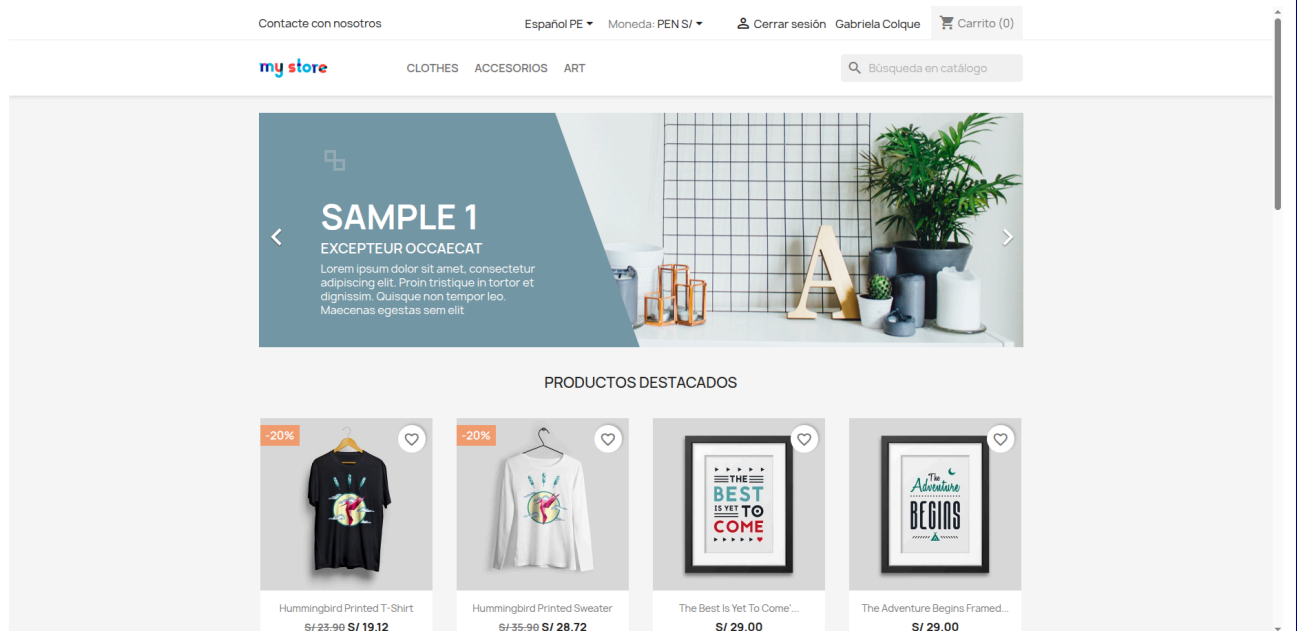 Contacte con nosotros
Español PE
Moneda: PEN S/
Cerrar sesión
Gabriela Colque
Carrito (0)
my store
CLOTHES
ACCESORIOS
ART
Búsqueda en catálogo
SAMPLE 1
EXCEPTEUR OCCAECAT
Lorem ipsum dolor sit amet, consectetur
adipiscing elit. Proin tristique in tortor et
dignissim. Quisque non tempor leo.
Maecenas egestas sem elit
A
PRODUCTOS DESTACADOS
-20%
-20%
THE
BEST
IS YET TO
COME
The
Adventure
BEGINS
Hummingbird Printed T-Shirt
Hummingbird Printed Sweater
The Best Is Yet To Come'...
The Adventure Begins Framed...
S/ 23.90 S/ 19.12
S/ 35.90 S/ 28.72
S/ 29.00
S/ 29.00